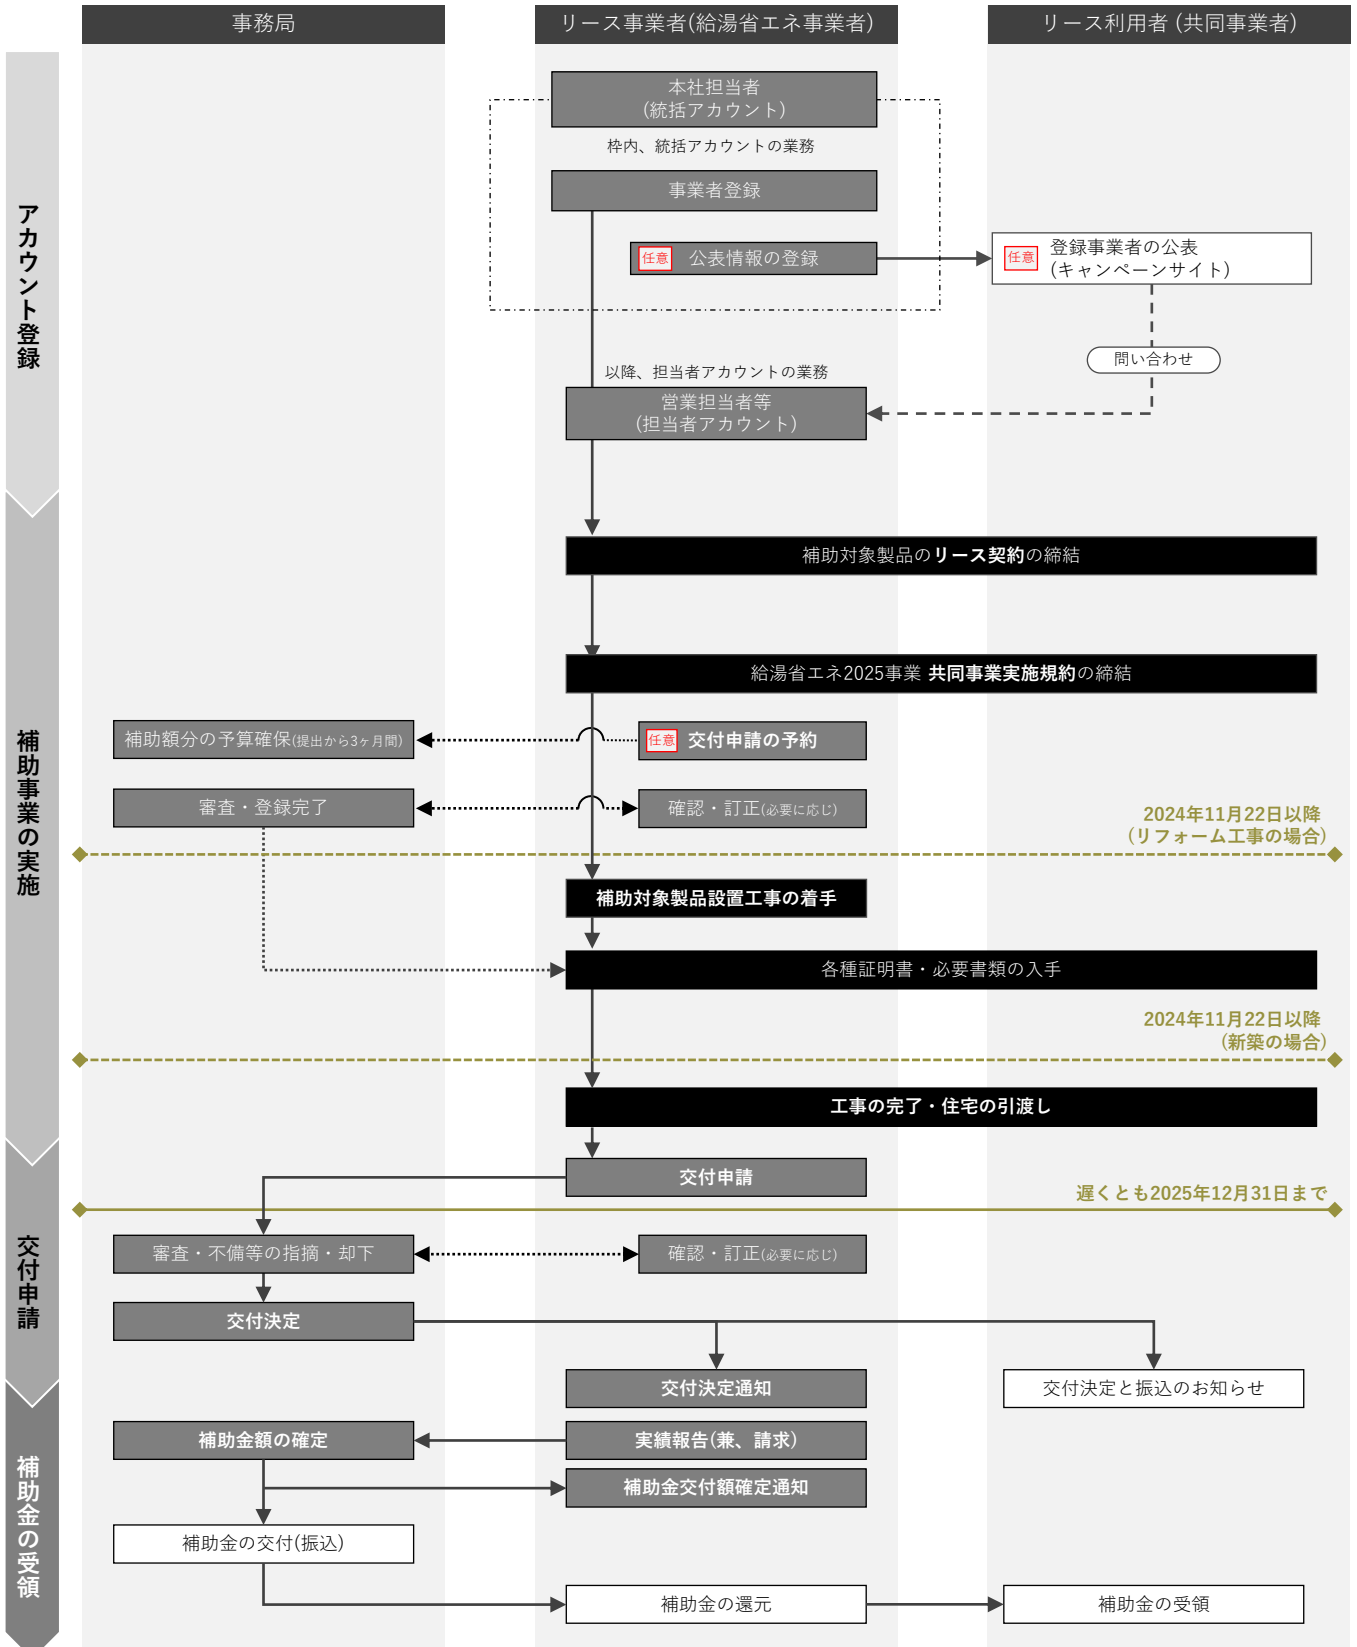 事務局
リース事業者(給湯省エネ事業者)
リース利用者 (共同事業者)
アカウント登録
本社担当者
(統括アカウント)
枠内、統括アカウントの業務
事業者登録
任意 公表情報の登録
任意 登録事業者の公表
(キャンペーンサイト)
問い合わせ
以降、担当者アカウントの業務
営業担当者等
(担当者アカウント)
補助事業の実施
補助対象製品のリース契約の締結
給湯省エネ2025事業 共同事業実施規約の締結
補助額分の予算確保(提出から3ヶ月間)
任意 交付申請の予約
審査・登録完了
確認・訂正(必要に応じ)
2024年11月22日以降
(リフォーム工事の場合)
補助対象製品設置工事の着手
各種証明書・必要書類の入手
2024年11月22日以降
(新築の場合)
工事の完了・住宅の引渡し
交付申請
交付申請
遅くとも2025年12月31日まで
審査・不備等の指摘・却下
確認・訂正(必要に応じ)
交付決定
交付決定通知
交付決定と振込のお知らせ
補助金の受領
補助金額の確定
実績報告(兼、請求)
補助金交付額確定通知
補助金の交付(振込)
補助金の還元
補助金の受領